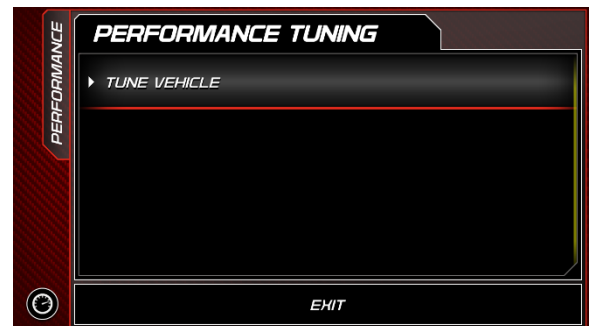 PERFORMANCE
PERFORMANCE TUNING
TUNE VEHICLE
EXIT